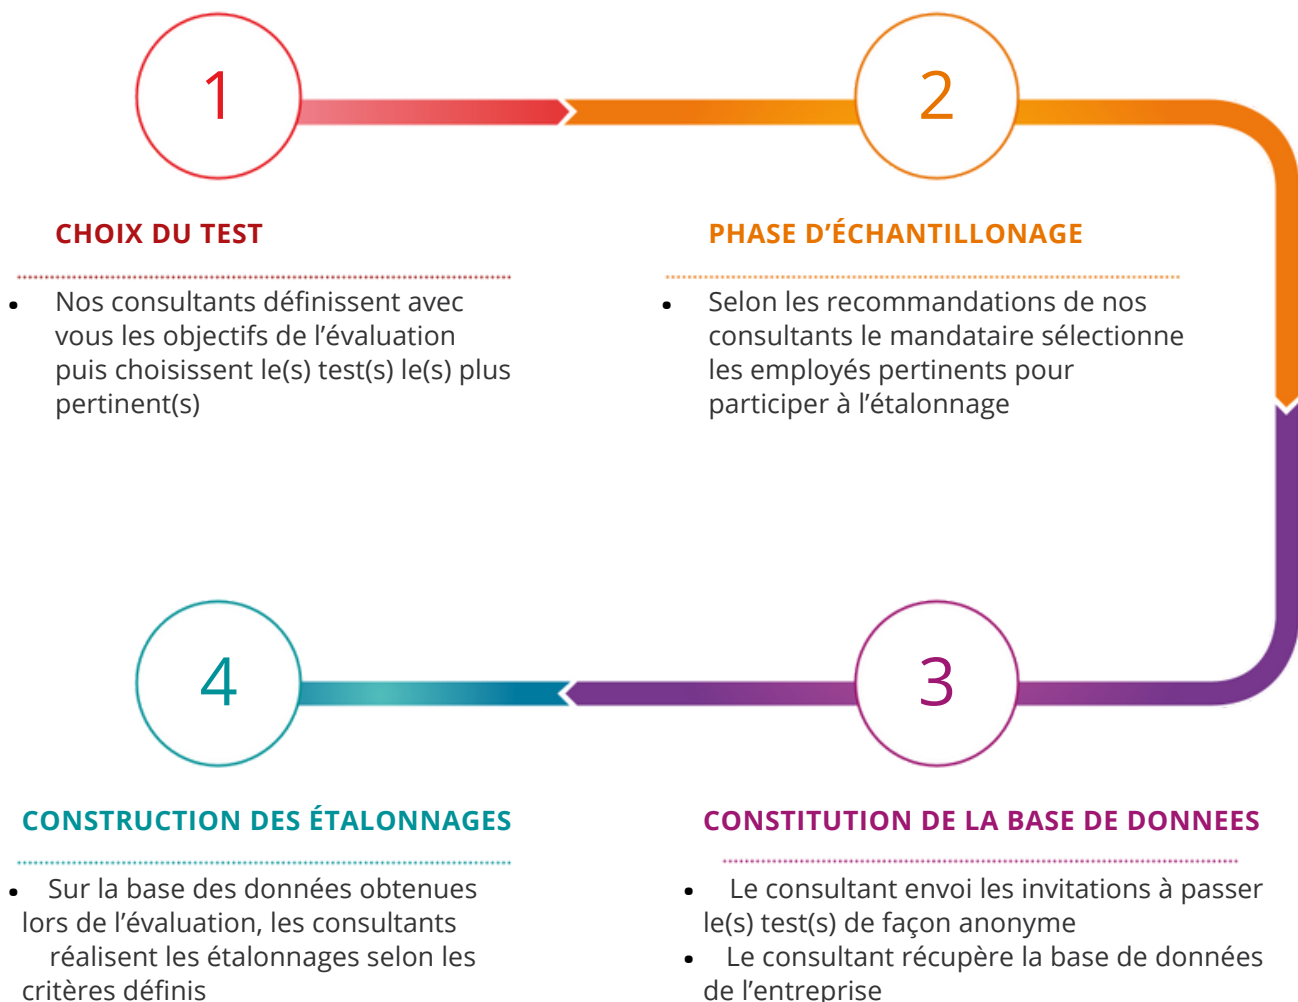 1
2
CHOIX DU TEST
• Nos consultants définissent avec
vous les objectifs de l’évaluation
puis choisissent le(s) test(s) le(s) plus
pertinent(s)
PHASE D’ÉCHANTILLONAGE
• Selon les recommandations de nos
consultants le mandataire sélectionne
les employés pertinents pour
participer à l’étalonnage
3
CONSTITUTION DE LA BASE DE DONNEES
• Le consultant envoi les invitations à passer
le(s) test(s) de façon anonyme
• Le consultant récupère la base de données
de l’entreprise
4
CONSTRUCTION DES ÉTALONNAGES
• Sur la base des données obtenues
lors de l’évaluation, les consultants
réalisent les étalonnages selon les
critères définis